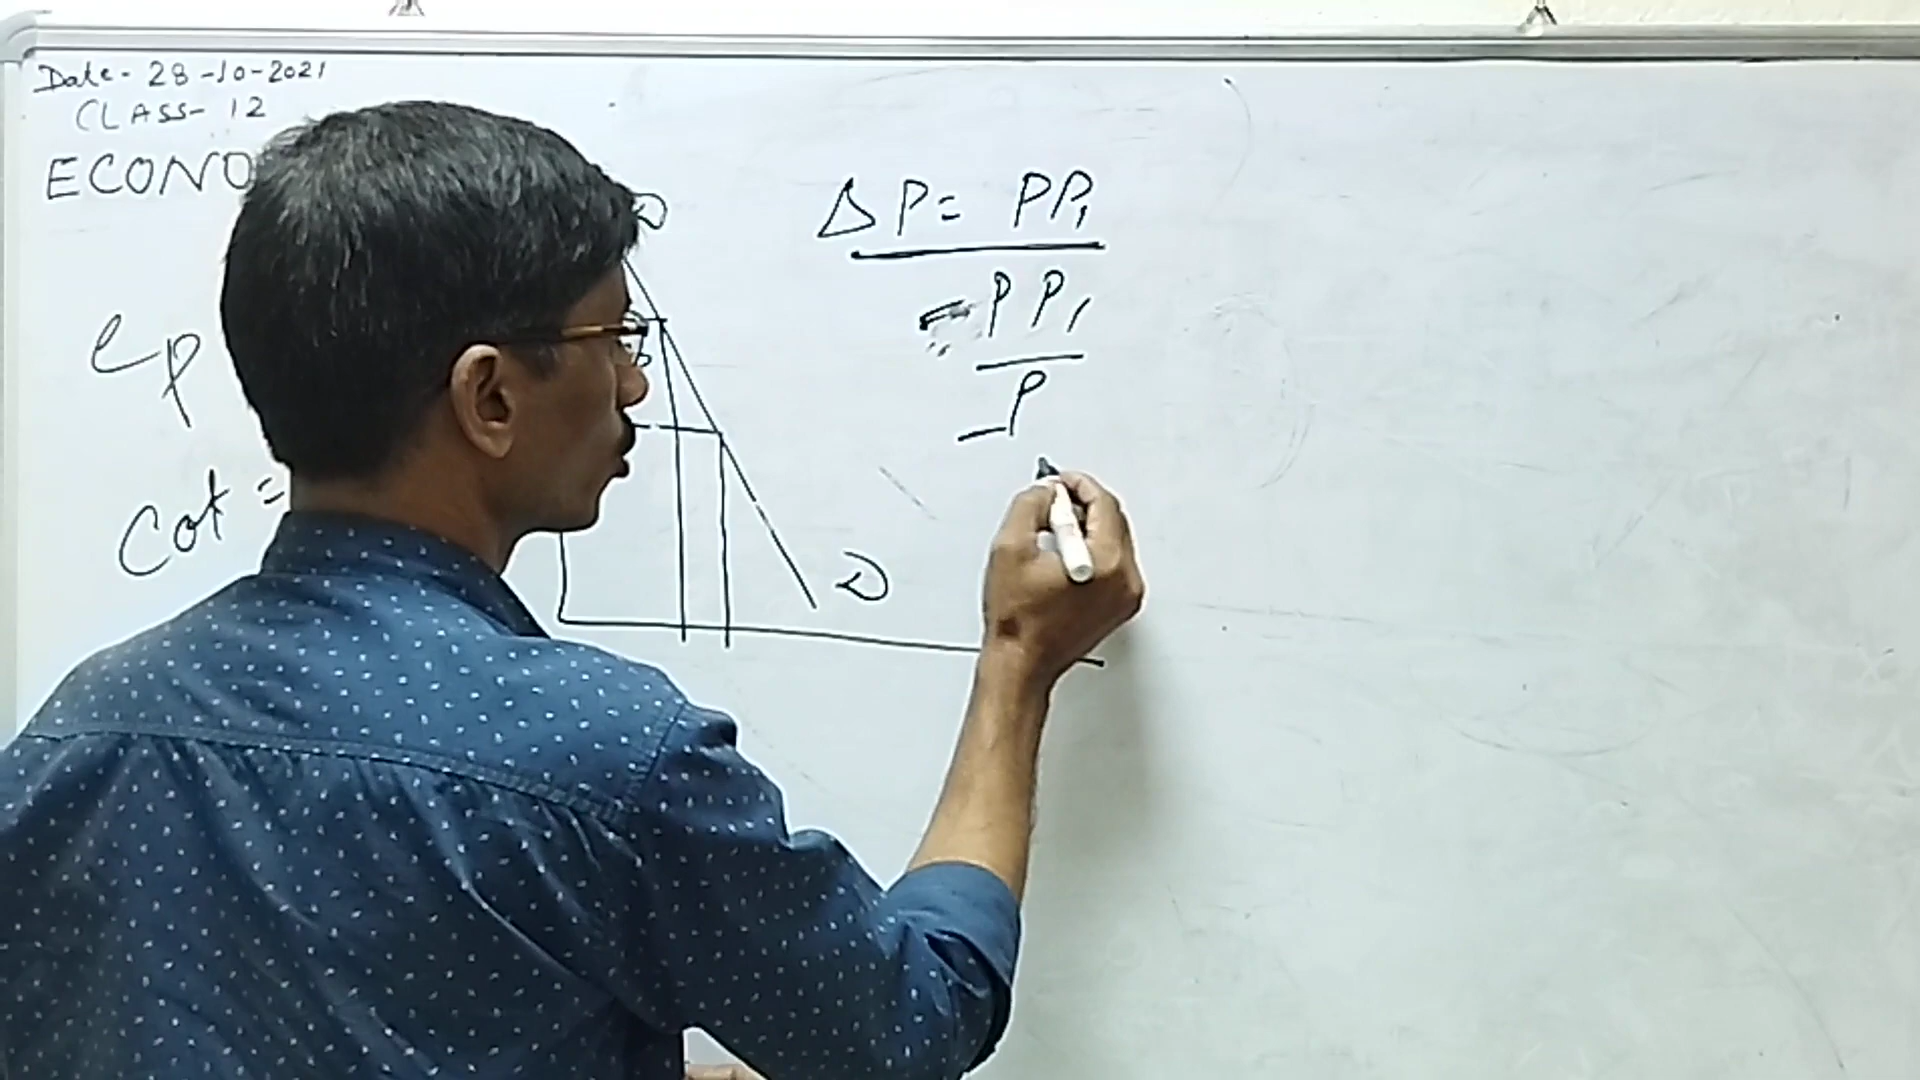 Date- 28-10-2021
CLASS- 12
ECONO
D
ep
Cot =
D
ΔP = PP₁
= PP₁
P